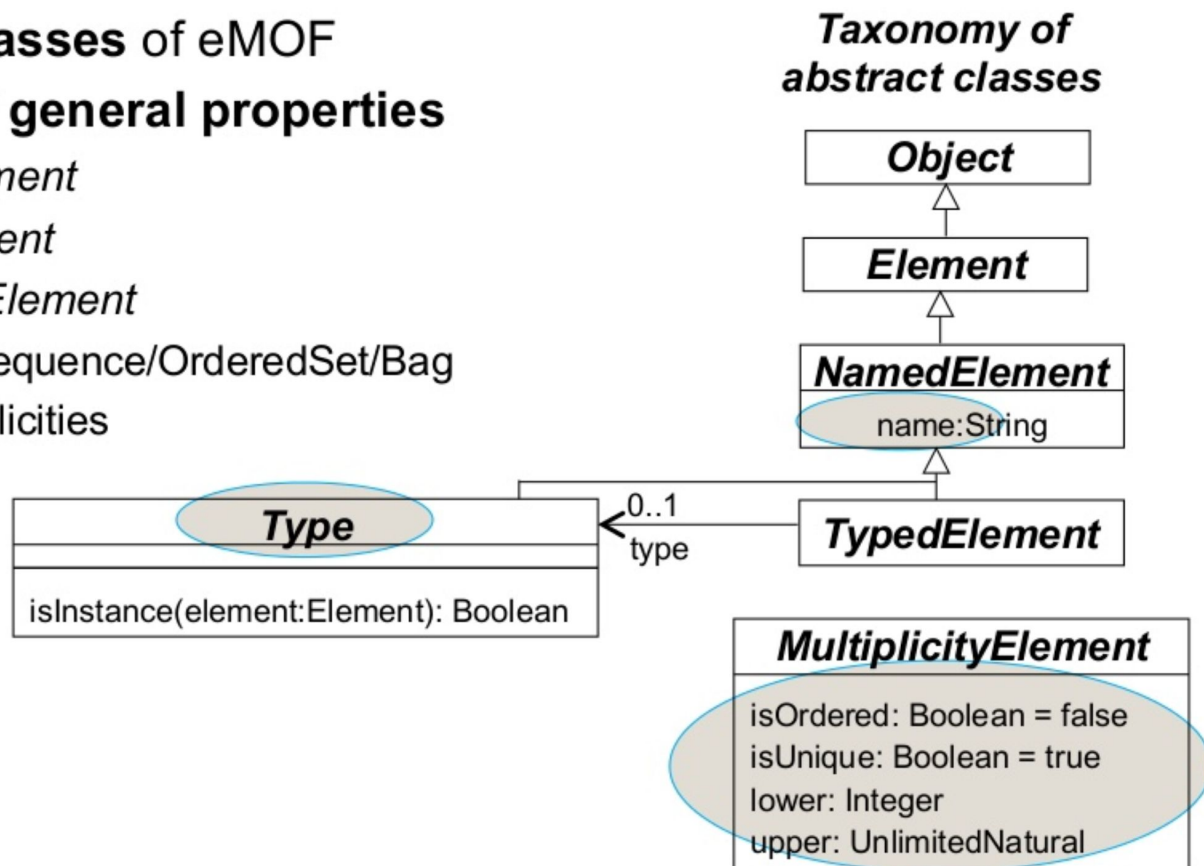 asses of eMOF
general properties
ment
ent
Element
equence/OrderedSet/Bag
licities
Taxonomy of
abstract classes
Object
Element
NamedElement
name:String
Type
isInstance(element:Element): Boolean
0..1
type
TypedElement
MultiplicityElement
isOrdered: Boolean = false
isUnique: Boolean = true
lower: Integer
upper: UnlimitedNatural